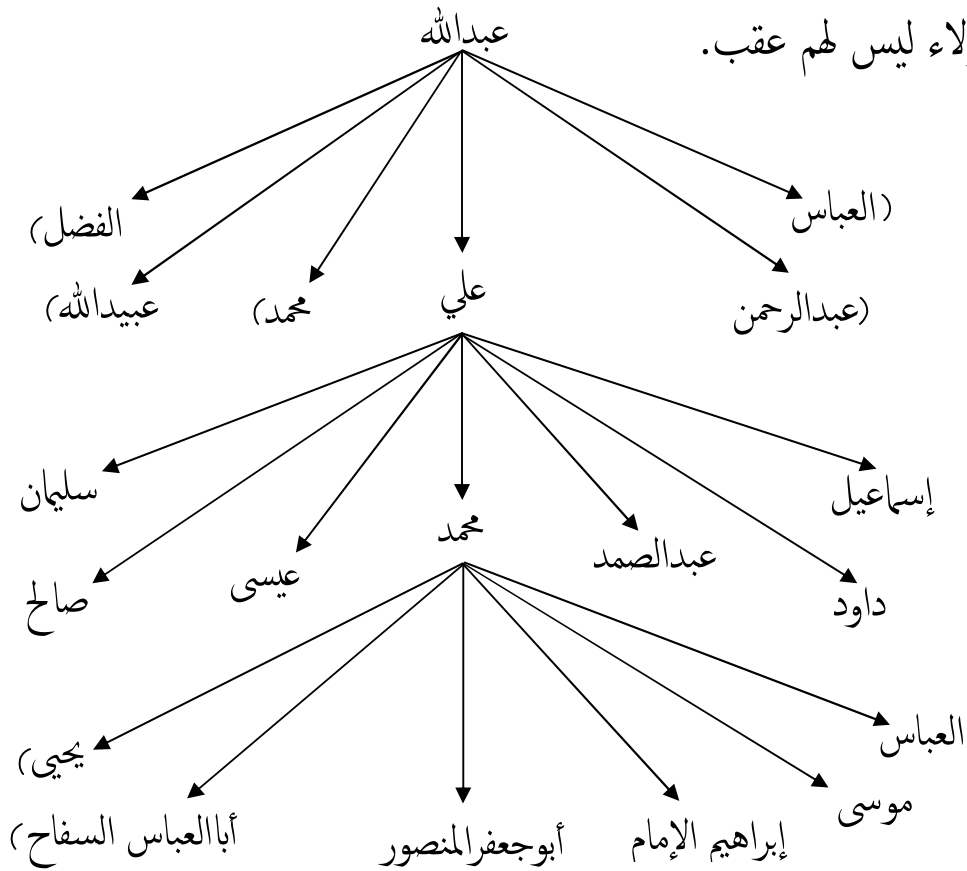 عبدالله
لاء ليس لهم عقب.
(العباس
الفضل)
(عبدالرحمن
علي
محمد)
عبيدالله)
إسماعيل
سليمان
عبدالصمد
محمد
عيسى
داود
صالح
العباس
يحيى)
موسى
إبراهيم الإمام
أبوجعفرالمنصور
أباالعباس السفاح)